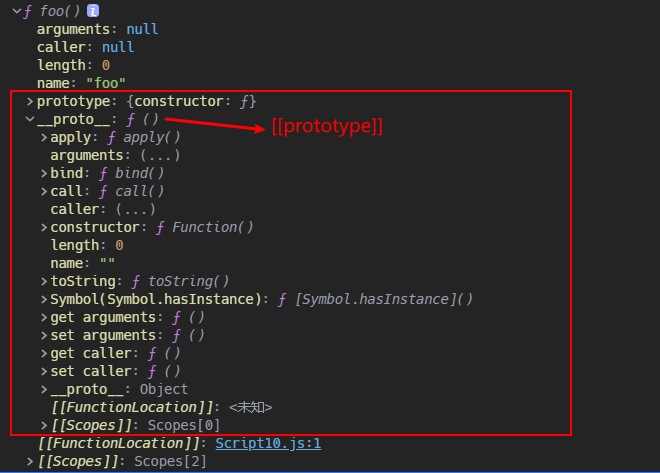 ƒ foo() i
arguments: null
caller: null
length: 0
name: "foo"
prototype: {constructor: ƒ}
__proto__: ƒ () [[prototype]]
apply: ƒ apply()
arguments: (...)
bind: ƒ bind()
call: ƒ call()
caller: (...)
constructor: ƒ Function()
length: 0
name: ""
toString: ƒ toString()
Symbol(Symbol.hasInstance): ƒ [Symbol.hasInstance]()
get arguments: ƒ ()
set arguments: ƒ ()
get caller: ƒ ()
set caller: ƒ ()
__proto__: Object
[[FunctionLocation]]: <未知>
[[Scopes]]: Scopes[0]
[[FunctionLocation]]: Script10.js:1
[[Scopes]]: Scopes[2]